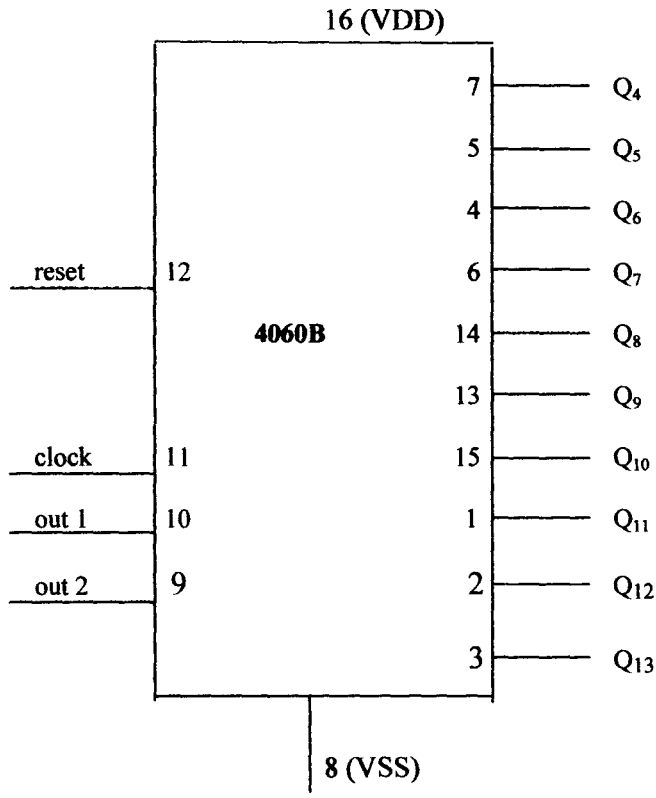 16 (VDD)
7 Q4
5 Q5
4 Q6
reset 12 6 Q7
4060B 14 Q8
13 Q9
clock 11 15 Q10
out 1 10 1 Q11
out 2 9 2 Q12
3 Q13
8 (VSS)